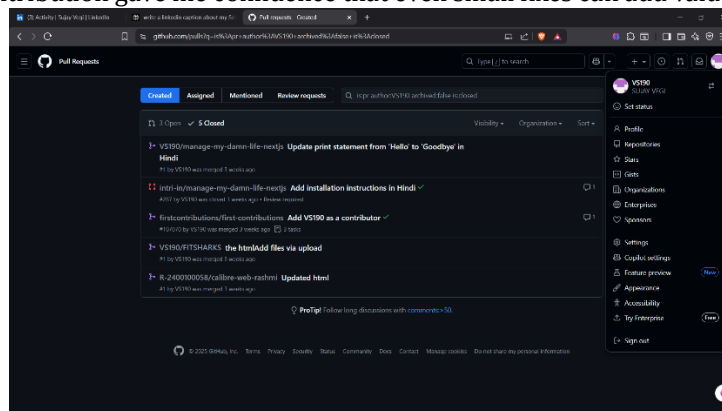 tribution gave me confidence that even small fixes can add valu
(3) Activity | Sujay Vegi | LinkedIn
write a linkedin caption about my
Pull requests · Created
github.com/pulls?q=is%3Apr+author%3AVS190+archived%3Afalse+is%3Aclosed
Pull Requests
Type / to search
VS190
SUJAY VEGI
Set status
Created Assigned Mentioned Review requests
is:pr author:VS190 archived:false is:closed
3 Open 5 Closed
Visibility Organization Sort
VS190/manage-my-damn-life-nextjs Update print statement from 'Hello' to 'Goodbye' in
Hindi
#1 by VS190 was merged 3 weeks ago
intri-in/manage-my-damn-life-nextjs Add installation instructions in Hindi
by VS190 was closed 3 weeks ago • Review required
1
firstcontributions/first-contributions Add VS190 as a contributor
by VS190 was merged 3 weeks ago 3 tasks
1
VS190/FITSHARKS the htmlAdd files via upload
#1 by VS190 was merged 3 weeks ago
R-2400100058/calibre-web-rashmi Updated html
#1 by VS190 was merged 3 weeks ago
ProTip! Follow long discussions with comments:>50.
© 2025 GitHub, Inc. Terms Privacy Security Status Community Docs Contact Manage cookies Do not share my personal information
Profile
Repositories
Stars
Gists
Organizations
Enterprises
Sponsors
Settings
Copilot settings
Feature preview New
Appearance
Accessibility
Try Enterprise Free
Sign out